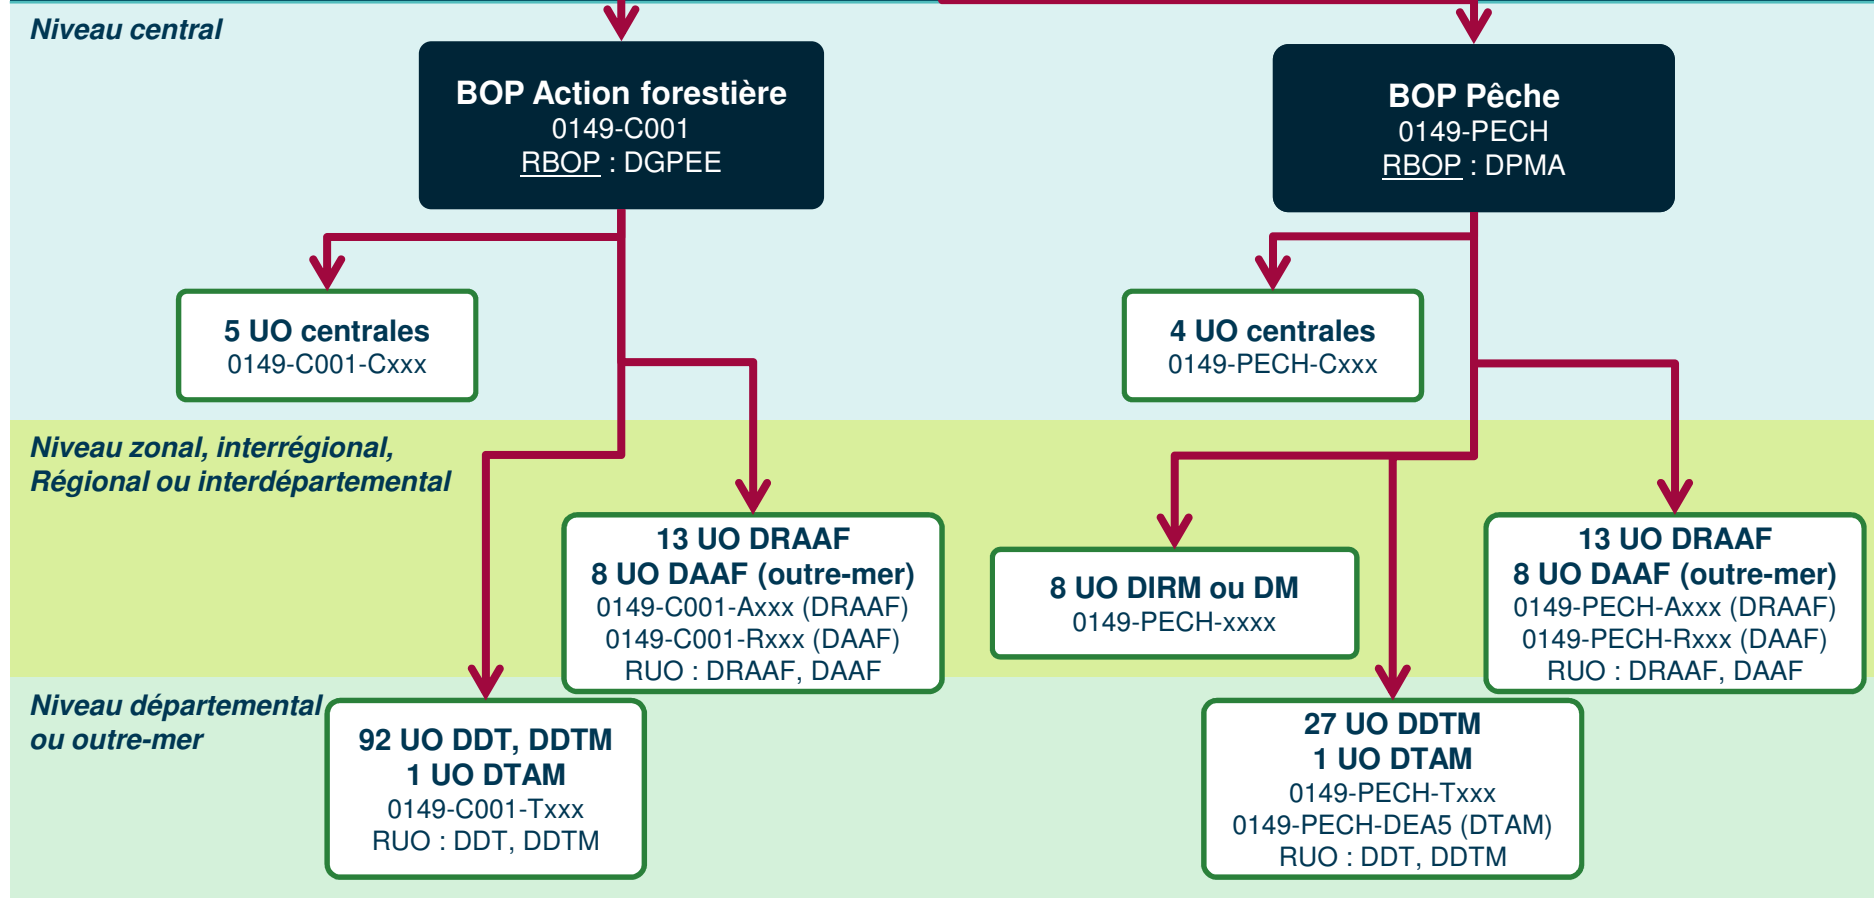 Niveau central
BOP Action forestière
0149-C001
RBOP : DGPEE
BOP Pêche
0149-PECH
RBOP : DPMA
5 UO centrales
0149-C001-Cxxx
4 UO centrales
0149-PECH-Cxxx
Niveau zonal, interrégional,
Régional ou interdépartemental
13 UO DRAAF
8 UO DAAF (outre-mer)
0149-C001-Axxx (DRAAF)
0149-C001-Rxxx (DAAF)
RUO : DRAAF, DAAF
8 UO DIRM ou DM
0149-PECH-xxxx
13 UO DRAAF
8 UO DAAF (outre-mer)
0149-PECH-Axxx (DRAAF)
0149-PECH-Rxxx (DAAF)
RUO : DRAAF, DAAF
Niveau départemental
ou outre-mer
92 UO DDT, DDTM
1 UO DTAM
0149-C001-Txxx
RUO : DDT, DDTM
27 UO DDTM
1 UO DTAM
0149-PECH-Txxx
0149-PECH-DEA5 (DTAM)
RUO : DDT, DDTM